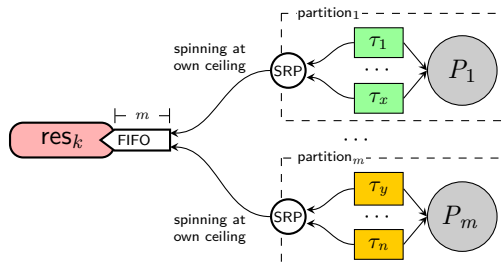 partition₁
spinning at
own ceiling
SRP
τ₁
· · ·
τₓ
P₁
m
resₖ
FIFO
· · ·
partitionₘ
spinning at
own ceiling
SRP
τᵧ
· · ·
τₙ
Pₘ